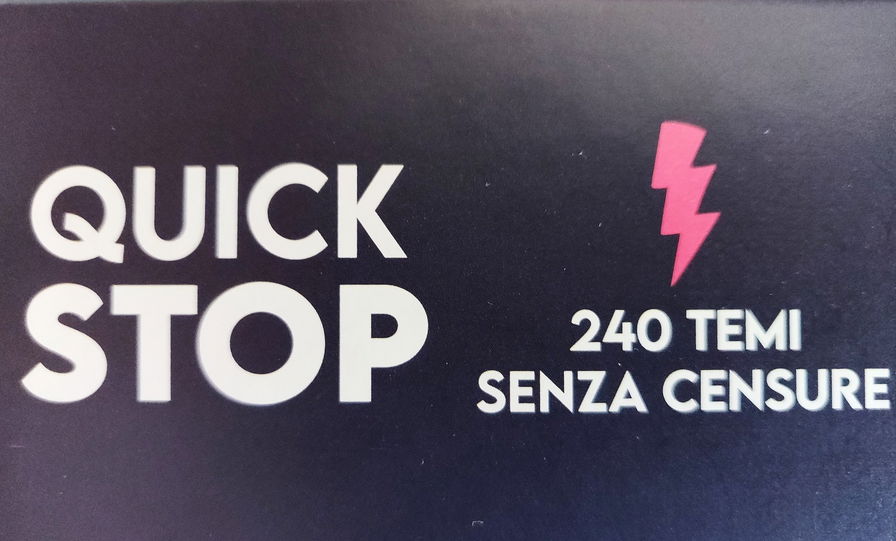 QUICK
STOP
240 TEMI
SENZA CENSURE